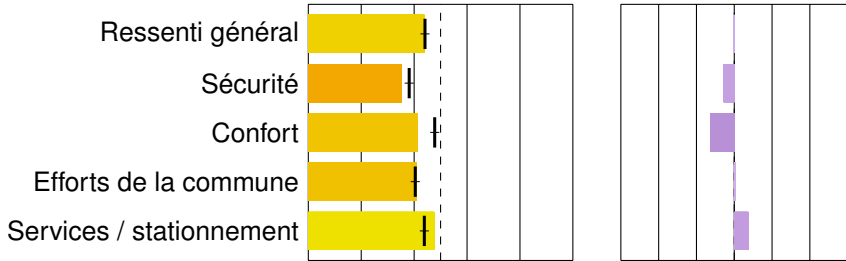 Ressenti général
Sécurité
Confort
Efforts de la commune
Services / stationnement